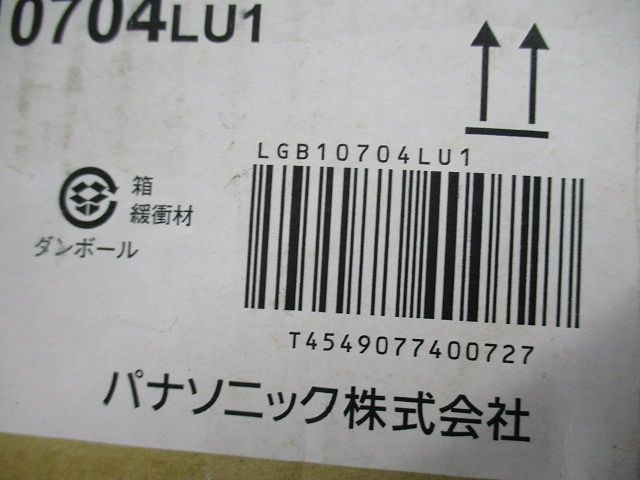 10704LU1
LGB10704LU1
箱
緩衝材
ダンボール
T4549077400727
パナソニック株式会社